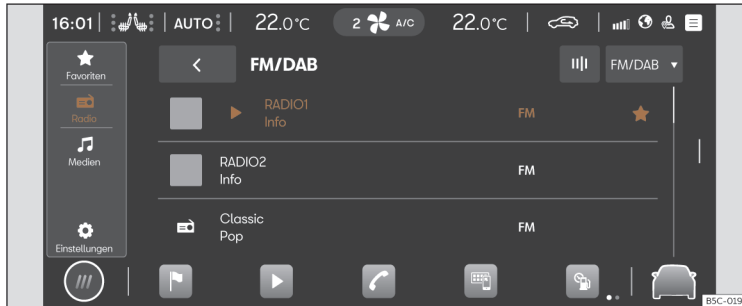 16:01 AUTO 22.0°C 2 A/C 22.0°C
Favoriten
FM/DAB
FM/DAB
Radio
RADIO1
Info
FM
Medien
RADIO2
Info
FM
Classic
Pop
FM
Einstellungen
B5C-019